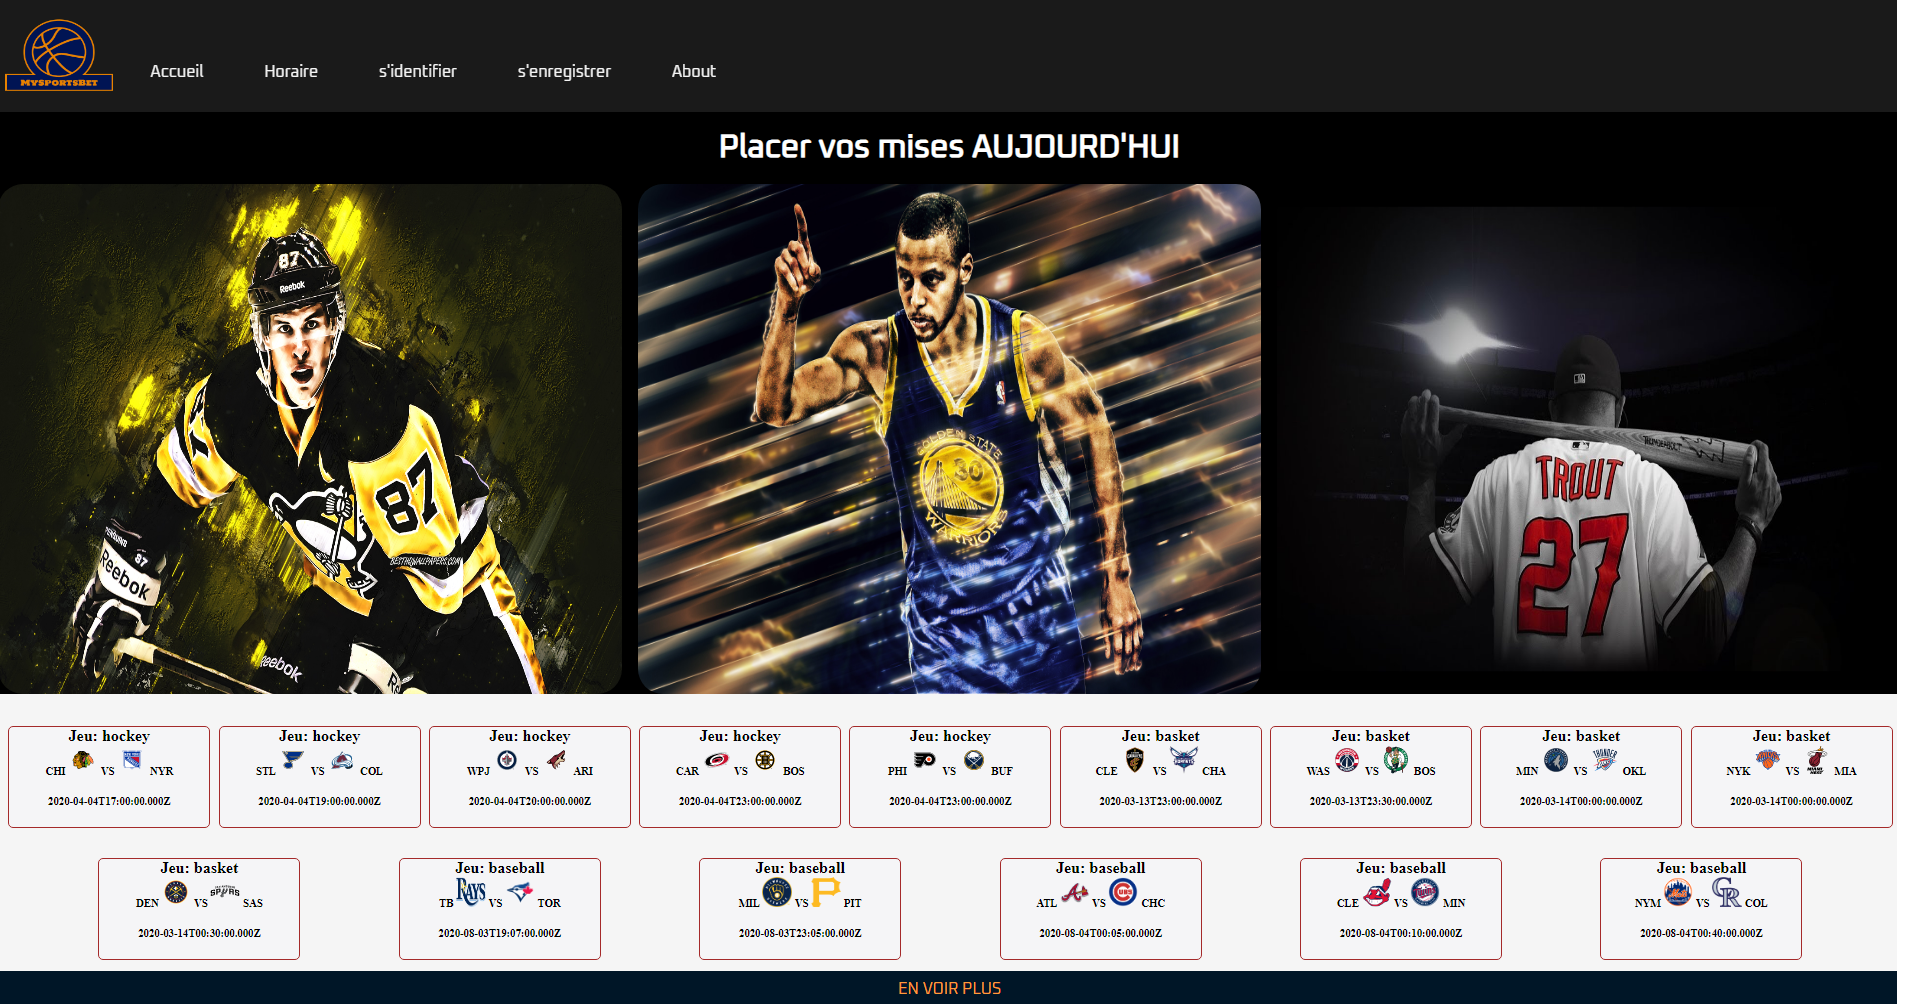 MYSPORTSBET
Accueil
Horaire
s'identifier
s'enregistrer
About
Placer vos mises AUJOURD'HUI
87
Reebok
87
PENGUINS
87
Reebok
BESTHQWALLPAPERS.COM
Reebok
GOLDEN STATE
30
WARRIORS
TROUT
27
Jeu: hockey
CHI VS NYR
2020-04-04T17:00:00.000Z
Jeu: hockey
STL VS COL
2020-04-04T19:00:00.000Z
Jeu: hockey
WPJ VS ARI
2020-04-04T20:00:00.000Z
Jeu: hockey
CAR VS BOS
2020-04-04T23:00:00.000Z
Jeu: hockey
PHI VS BUF
2020-04-04T23:00:00.000Z
Jeu: basket
CLE VS CHA
2020-03-13T23:00:00.000Z
Jeu: basket
WAS VS BOS
2020-03-13T23:30:00.000Z
Jeu: basket
MIN VS OKL
2020-03-14T00:00:00.000Z
Jeu: basket
NYK VS MIA
2020-03-14T00:00:00.000Z
Jeu: basket
DEN VS SAS
2020-03-14T00:30:00.000Z
Jeu: baseball
TB RAYS VS TOR
2020-08-03T19:07:00.000Z
Jeu: baseball
MIL VS P PIT
2020-08-03T23:05:00.000Z
Jeu: baseball
ATL VS CUBS CHC
2020-08-04T00:05:00.000Z
Jeu: baseball
CLE VS MIN
2020-08-04T00:10:00.000Z
Jeu: baseball
NYM VS CR COL
2020-08-04T00:40:00.000Z
EN VOIR PLUS